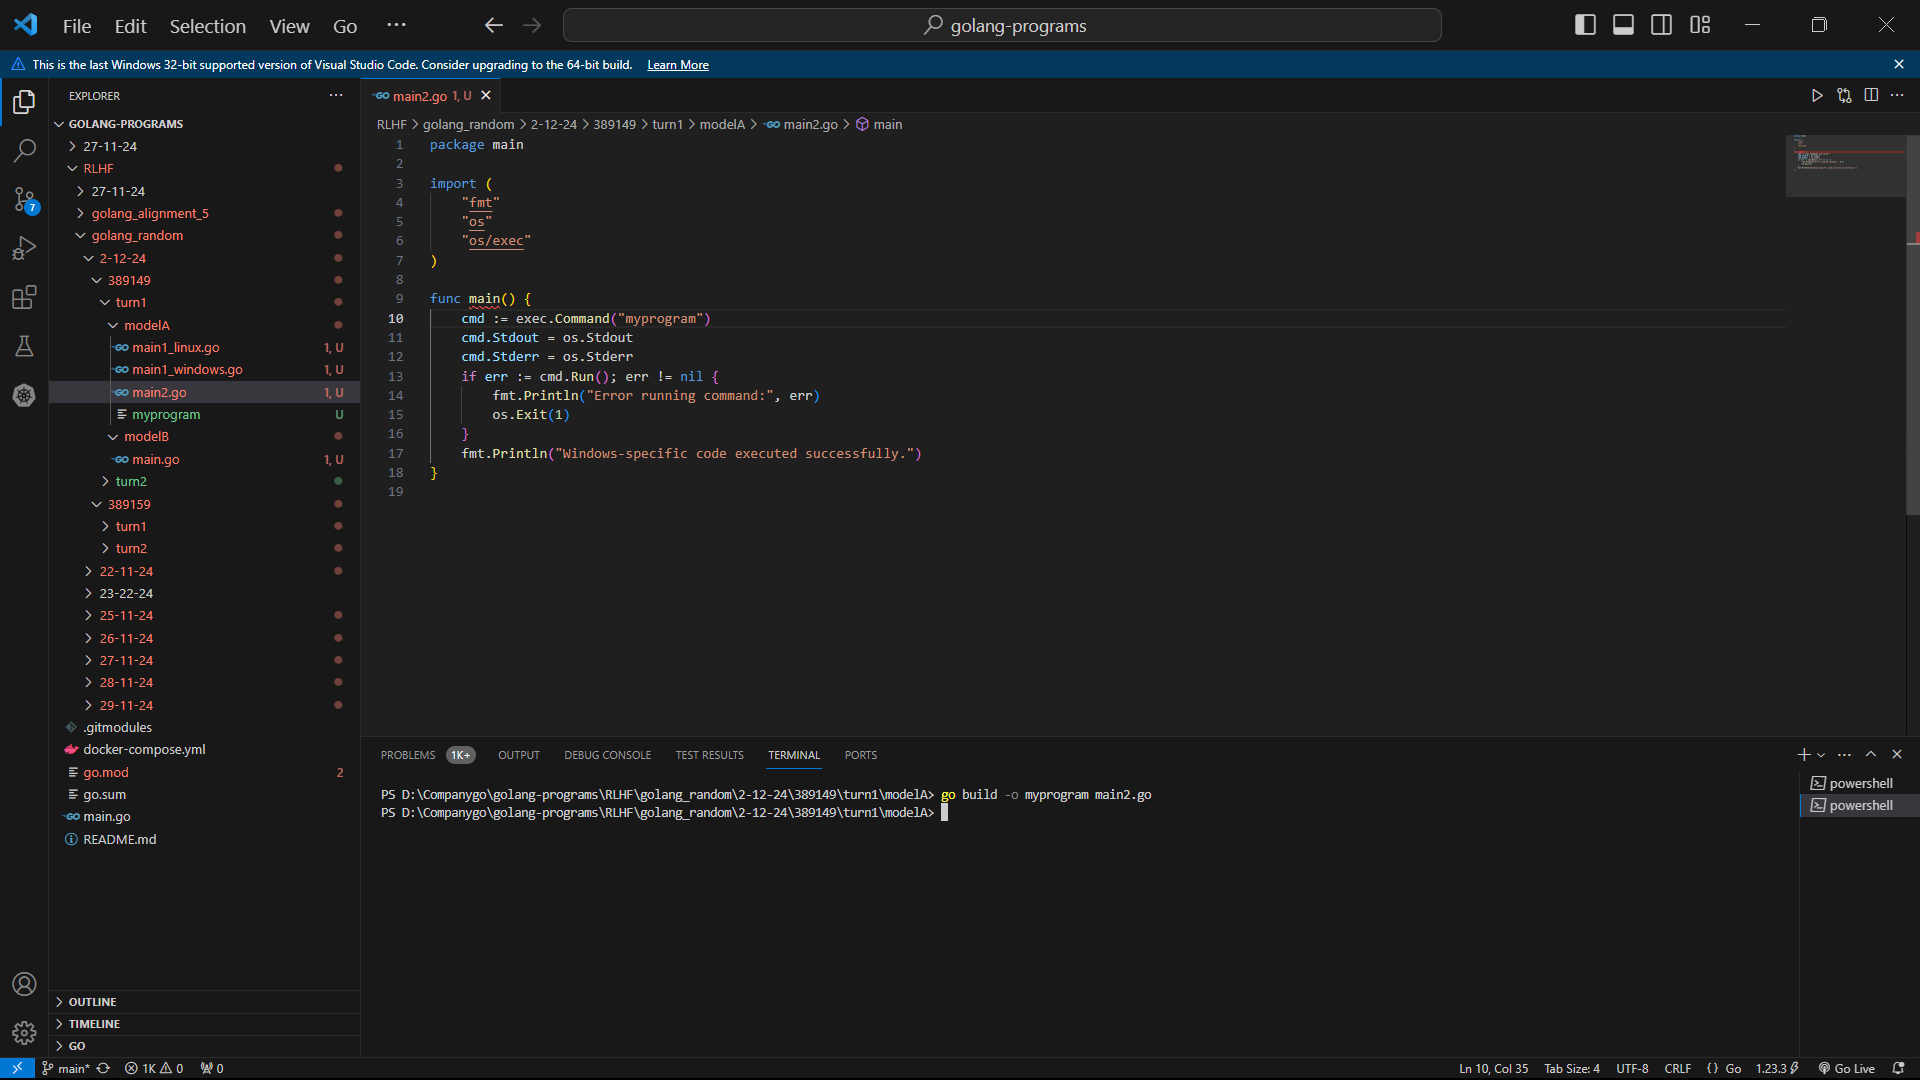 File Edit Selection View Go ··· golang-programs
This is the last Windows 32-bit supported version of Visual Studio Code. Consider upgrading to the 64-bit build. Learn More
EXPLORER
GOLANG-PROGRAMS
27-11-24
RLHF
27-11-24
golang_alignment_5
golang_random
2-12-24
389149
turn1
modelA
main1_linux.go 1, U
main1_windows.go 1, U
main2.go 1, U
myprogram U
modelB
main.go 1, U
turn2
389159
turn1
turn2
22-11-24
23-22-24
25-11-24
26-11-24
27-11-24
28-11-24
29-11-24
.gitmodules
docker-compose.yml
go.mod 2
go.sum
main.go
README.md
OUTLINE
TIMELINE
GO
7
main2.go 1, U
RLHF > golang_random > 2-12-24 > 389149 > turn1 > modelA > main2.go > main
1 package main
2
3 import (
4 "fmt"
5 "os"
6 "os/exec"
7 )
8
9 func main() {
10 cmd := exec.Command("myprogram")
11 cmd.Stdout = os.Stdout
12 cmd.Stderr = os.Stderr
13 if err := cmd.Run(); err != nil {
14 fmt.Println("Error running command:", err)
15 os.Exit(1)
16 }
17 fmt.Println("Windows-specific code executed successfully.")
18 }
19
PROBLEMS 1K+ OUTPUT DEBUG CONSOLE TEST RESULTS TERMINAL PORTS
PS D:\Companygo\golang-programs\RLHF\golang_random\2-12-24\389149\turn1\modelA> go build -o myprogram main2.go
PS D:\Companygo\golang-programs\RLHF\golang_random\2-12-24\389149\turn1\modelA>
powershell
powershell
main* 1K 0 0 Ln 10, Col 35 Tab Size: 4 UTF-8 CRLF {} Go 1.23.3 Go Live